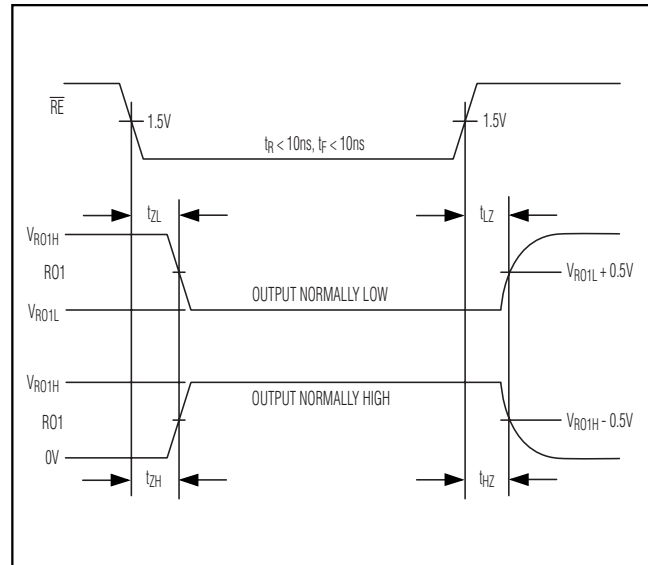 R̅E̅
1.5V
1.5V
tR < 10ns, tF < 10ns
tZL
tLZ
VRO1H
RO1
VRO1L + 0.5V
OUTPUT NORMALLY LOW
VRO1L
VRO1H
OUTPUT NORMALLY HIGH
RO1
VRO1H - 0.5V
0V
tZH
tHZ